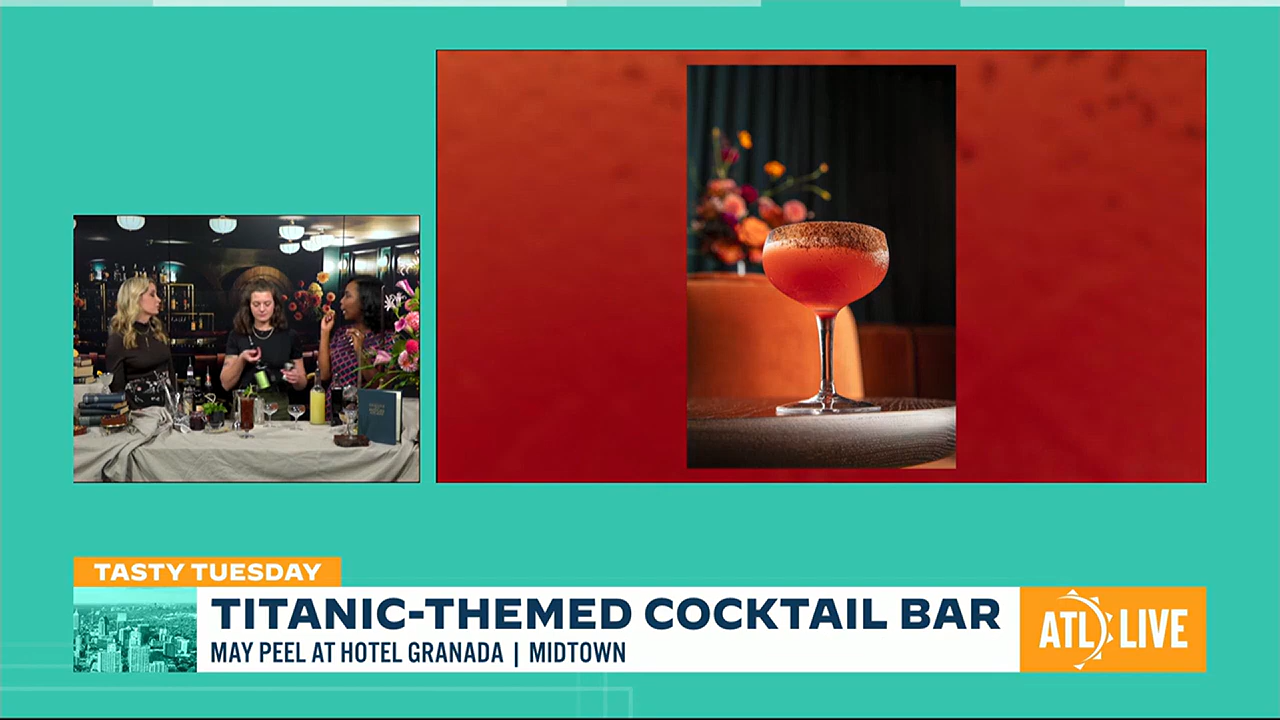 TASTY TUESDAY
TITANIC-THEMED COCKTAIL BAR
MAY PEEL AT HOTEL GRANADA | MIDTOWN
ATL LIVE